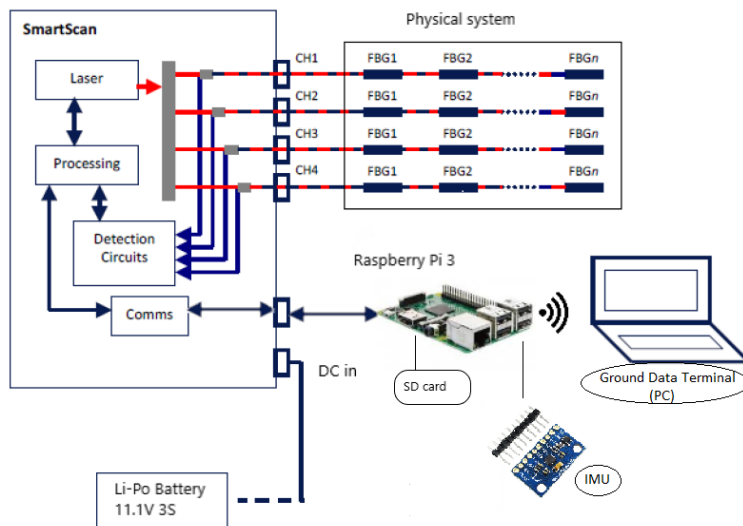 Physical system
SmartScan
Laser
Processing
Detection
Circuits
Comms
CH1
FBG1
FBG2
FBGn
CH2
FBG1
FBG2
FBGn
CH3
FBG1
FBG2
FBGn
CH4
FBG1
FBG2
FBGn
Raspberry Pi 3
SD card
DC in
Ground Data Terminal
(PC)
IMU
Li-Po Battery
11.1V 3S